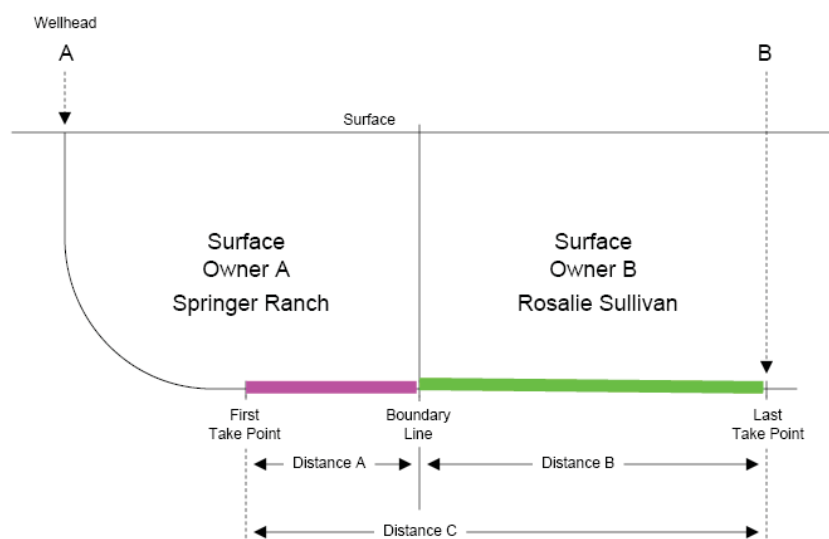 Wellhead
A
B
Surface
Surface
Owner A
Springer Ranch
Surface
Owner B
Rosalie Sullivan
First
Take Point
Boundary
Line
Last
Take Point
Distance A
Distance B
Distance C